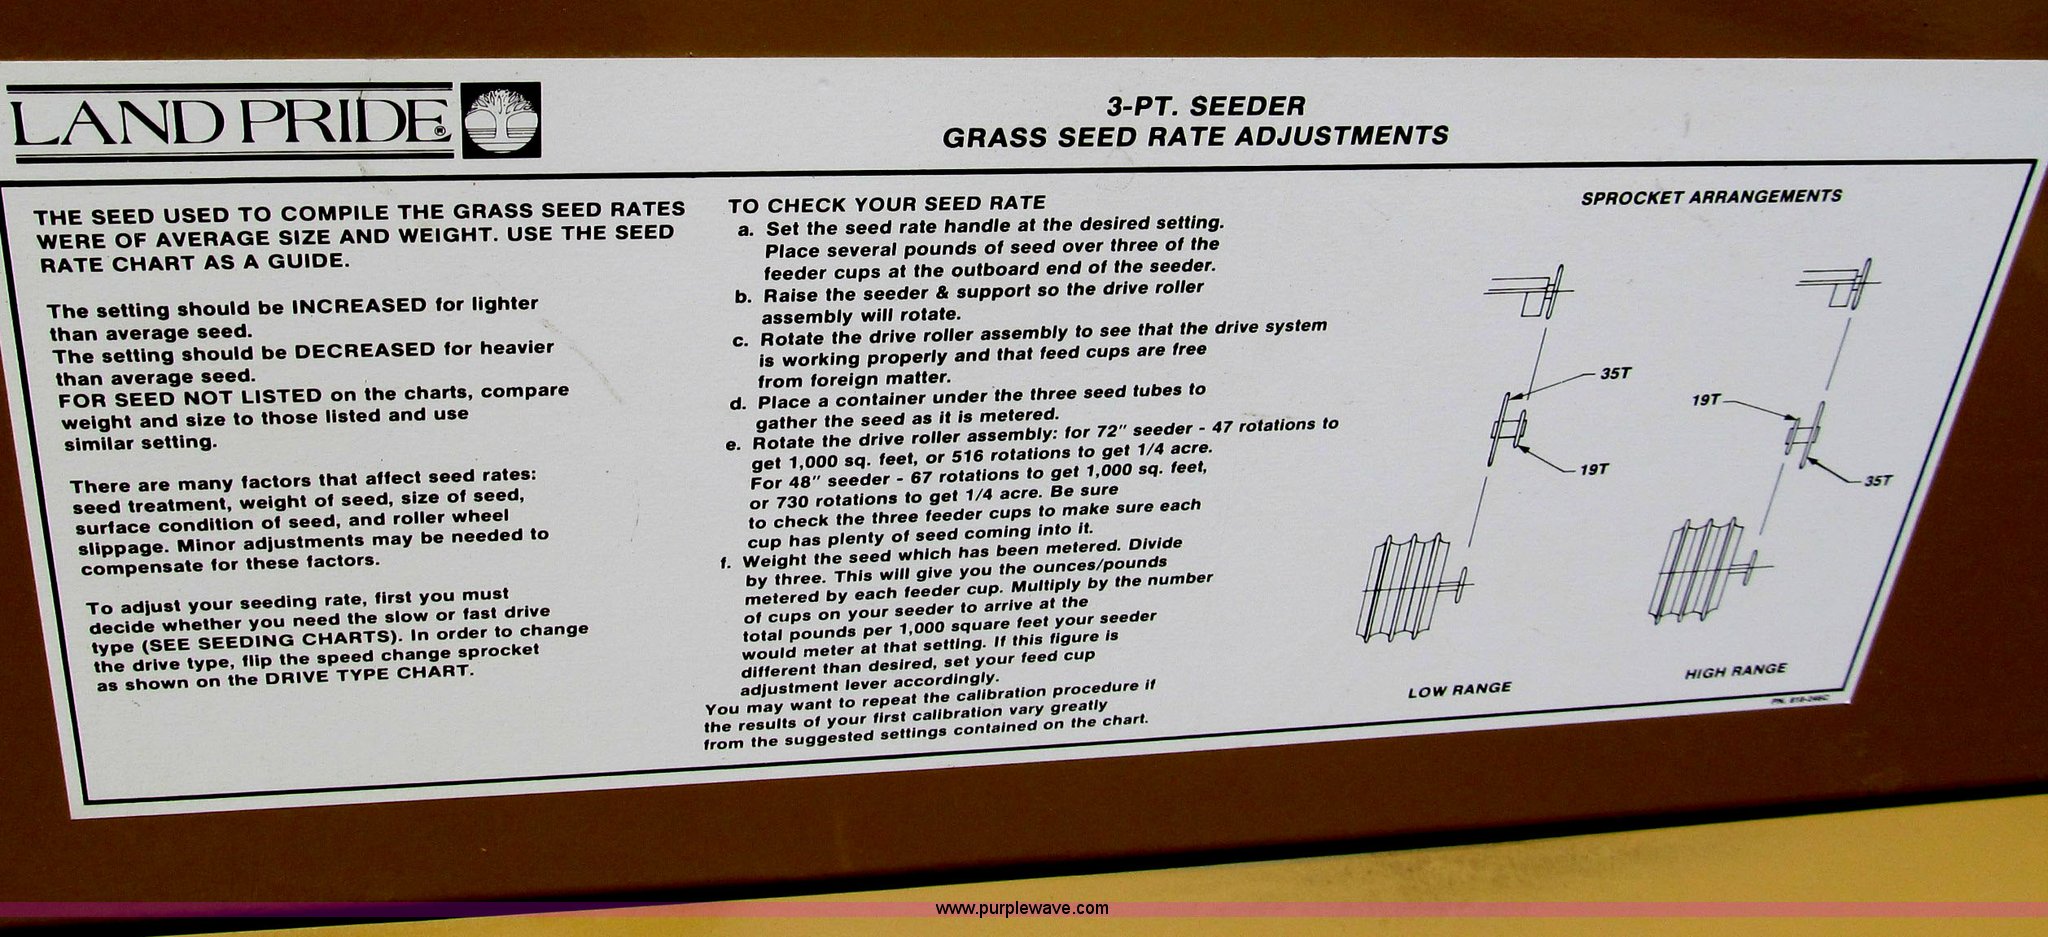 LAND PRIDE®
3-PT. SEEDER
GRASS SEED RATE ADJUSTMENTS
THE SEED USED TO COMPILE THE GRASS SEED RATES
WERE OF AVERAGE SIZE AND WEIGHT. USE THE SEED
RATE CHART AS A GUIDE.
The setting should be INCREASED for lighter
than average seed.
The setting should be DECREASED for heavier
than average seed.
FOR SEED NOT LISTED on the charts, compare
weight and size to those listed and use
similar setting.
There are many factors that affect seed rates:
seed treatment, weight of seed, size of seed,
surface condition of seed, and roller wheel
slippage. Minor adjustments may be needed to
compensate for these factors.
To adjust your seeding rate, first you must
decide whether you need the slow or fast drive
type (SEE SEEDING CHARTS). In order to change
the drive type, flip the speed change sprocket
as shown on the DRIVE TYPE CHART.
TO CHECK YOUR SEED RATE
a. Set the seed rate handle at the desired setting.
Place several pounds of seed over three of the
feeder cups at the outboard end of the seeder.
b. Raise the seeder & support so the drive roller
assembly will rotate.
c. Rotate the drive roller assembly to see that the drive system
is working properly and that feed cups are free
from foreign matter.
d. Place a container under the three seed tubes to
gather the seed as it is metered.
e. Rotate the drive roller assembly: for 72" seeder - 47 rotations to
get 1,000 sq. feet, or 516 rotations to get 1/4 acre.
For 48" seeder - 67 rotations to get 1,000 sq. feet,
or 730 rotations to get 1/4 acre. Be sure
to check the three feeder cups to make sure each
cup has plenty of seed coming into it.
f. Weight the seed which has been metered. Divide
by three. This will give you the ounces/pounds
metered by each feeder cup. Multiply by the number
of cups on your seeder to arrive at the
total pounds per 1,000 square feet your seeder
would meter at that setting. If this figure is
different than desired, set your feed cup
adjustment lever accordingly.
You may want to repeat the calibration procedure if
the results of your first calibration vary greatly
from the suggested settings contained on the chart.
SPROCKET ARRANGEMENTS
35T
19T
LOW RANGE
19T
35T
HIGH RANGE
PN.
www.purplewave.com